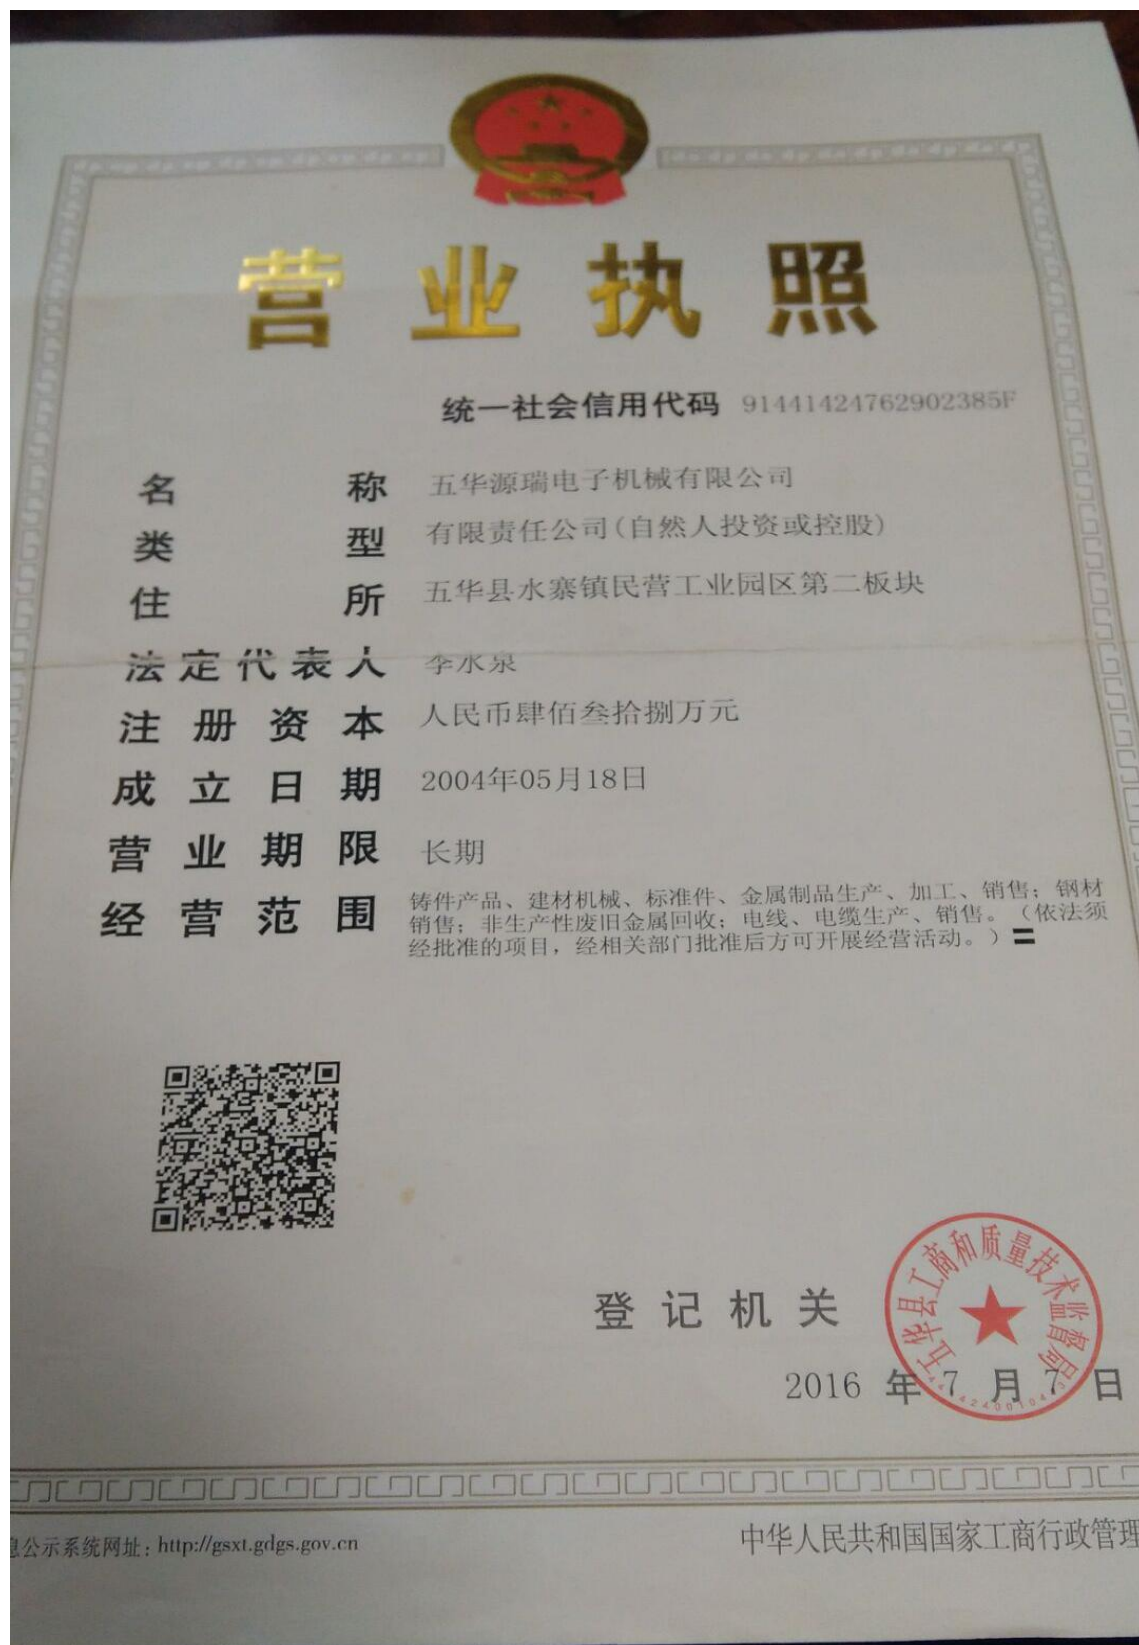 营业执照
统一社会信用代码 91441424762902385F
名称 五华源瑞电子机械有限公司
类型 有限责任公司(自然人投资或控股)
住所 五华县水寨镇民营工业园区第二板块
法定代表人 李水泉
注册资本 人民币肆佰叁拾捌万元
成立日期 2004年05月18日
营业期限 长期
经营范围 铸件产品、建材机械、标准件、金属制品生产、加工、销售；钢材
销售；非生产性废旧金属回收；电线、电缆生产、销售。（依法须
经批准的项目，经相关部门批准后方可开展经营活动。）〓
登记机关
五华县工商和质量技术监督局
2016 年 7 月 7 日
息公示系统网址：http://gsxt.gdgs.gov.cn
中华人民共和国国家工商行政管理